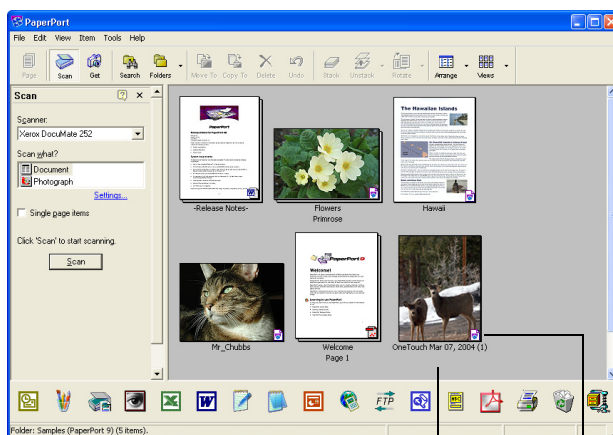 PaperPort
File Edit View Item Tools Help
Page Scan Get Search Folders Move To Copy To Delete Undo Stack Unstack Rotate Arrange Views
Scan
Scanner:
Xerox DocuMate 252
Scan what?
Document
Photograph
Settings...
Single page items
Click 'Scan' to start scanning.
Scan
PaperPort
-Release Notes-
Flowers
Primrose
The Hawaiian Islands
Hawaii
Mr_Chubbs
PaperPort
Welcome!
Welcome
Page 1
OneTouch Mar 07, 2004 (1)
FTP
Folder: Samples (PaperPort 9) (5 items).